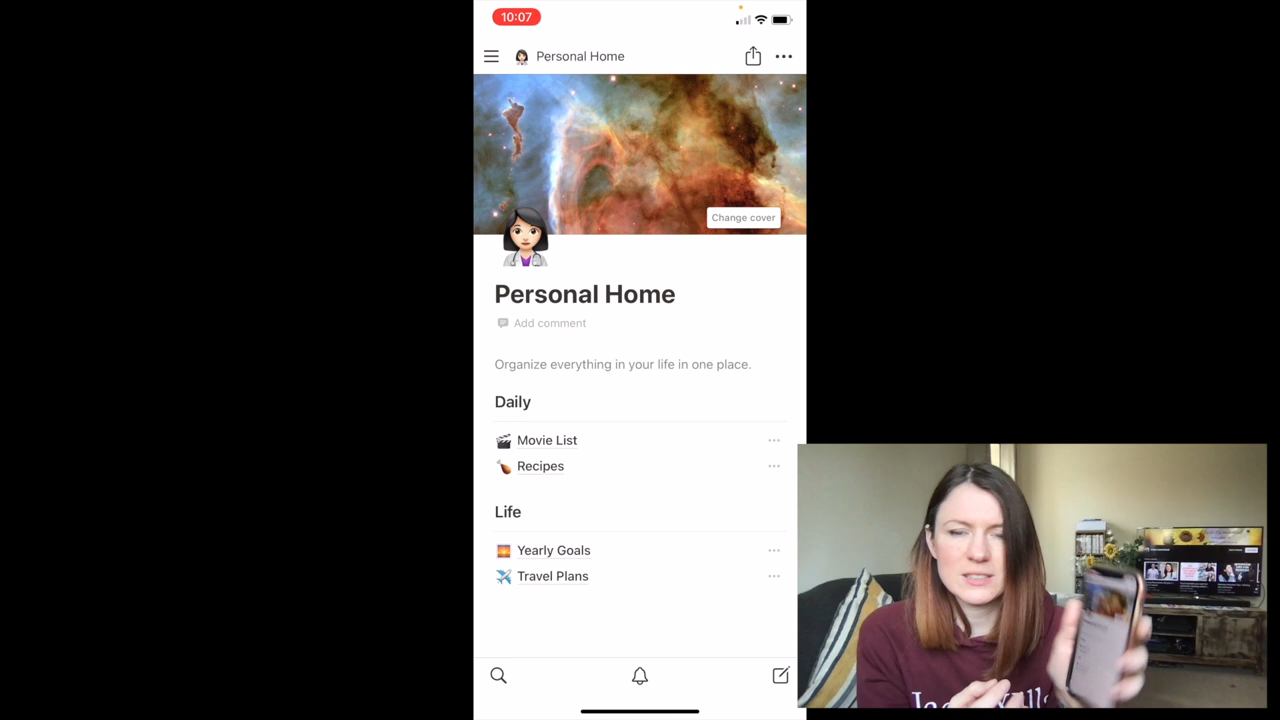 10:07
Personal Home
Change cover
Personal Home
Add comment
Organize everything in your life in one place.
Daily
Movie List
Recipes
Life
Yearly Goals
Travel Plans